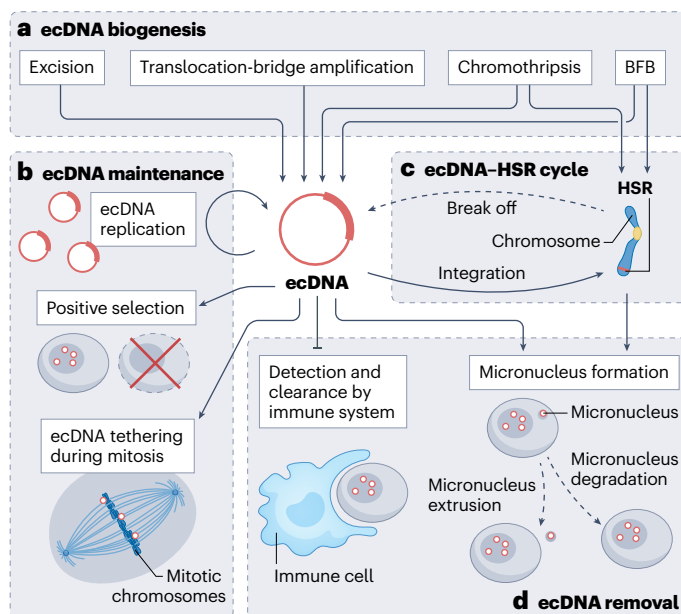 a ecDNA biogenesis
Excision
Translocation-bridge amplification
Chromothripsis
BFB
b ecDNA maintenance
ecDNA
replication
Positive selection
ecDNA tethering
during mitosis
Mitotic
chromosomes
ecDNA
c ecDNA–HSR cycle
HSR
Break off
Chromosome
Integration
Detection and
clearance by
immune system
Immune cell
Micronucleus formation
Micronucleus
Micronucleus
degradation
Micronucleus
extrusion
d ecDNA removal